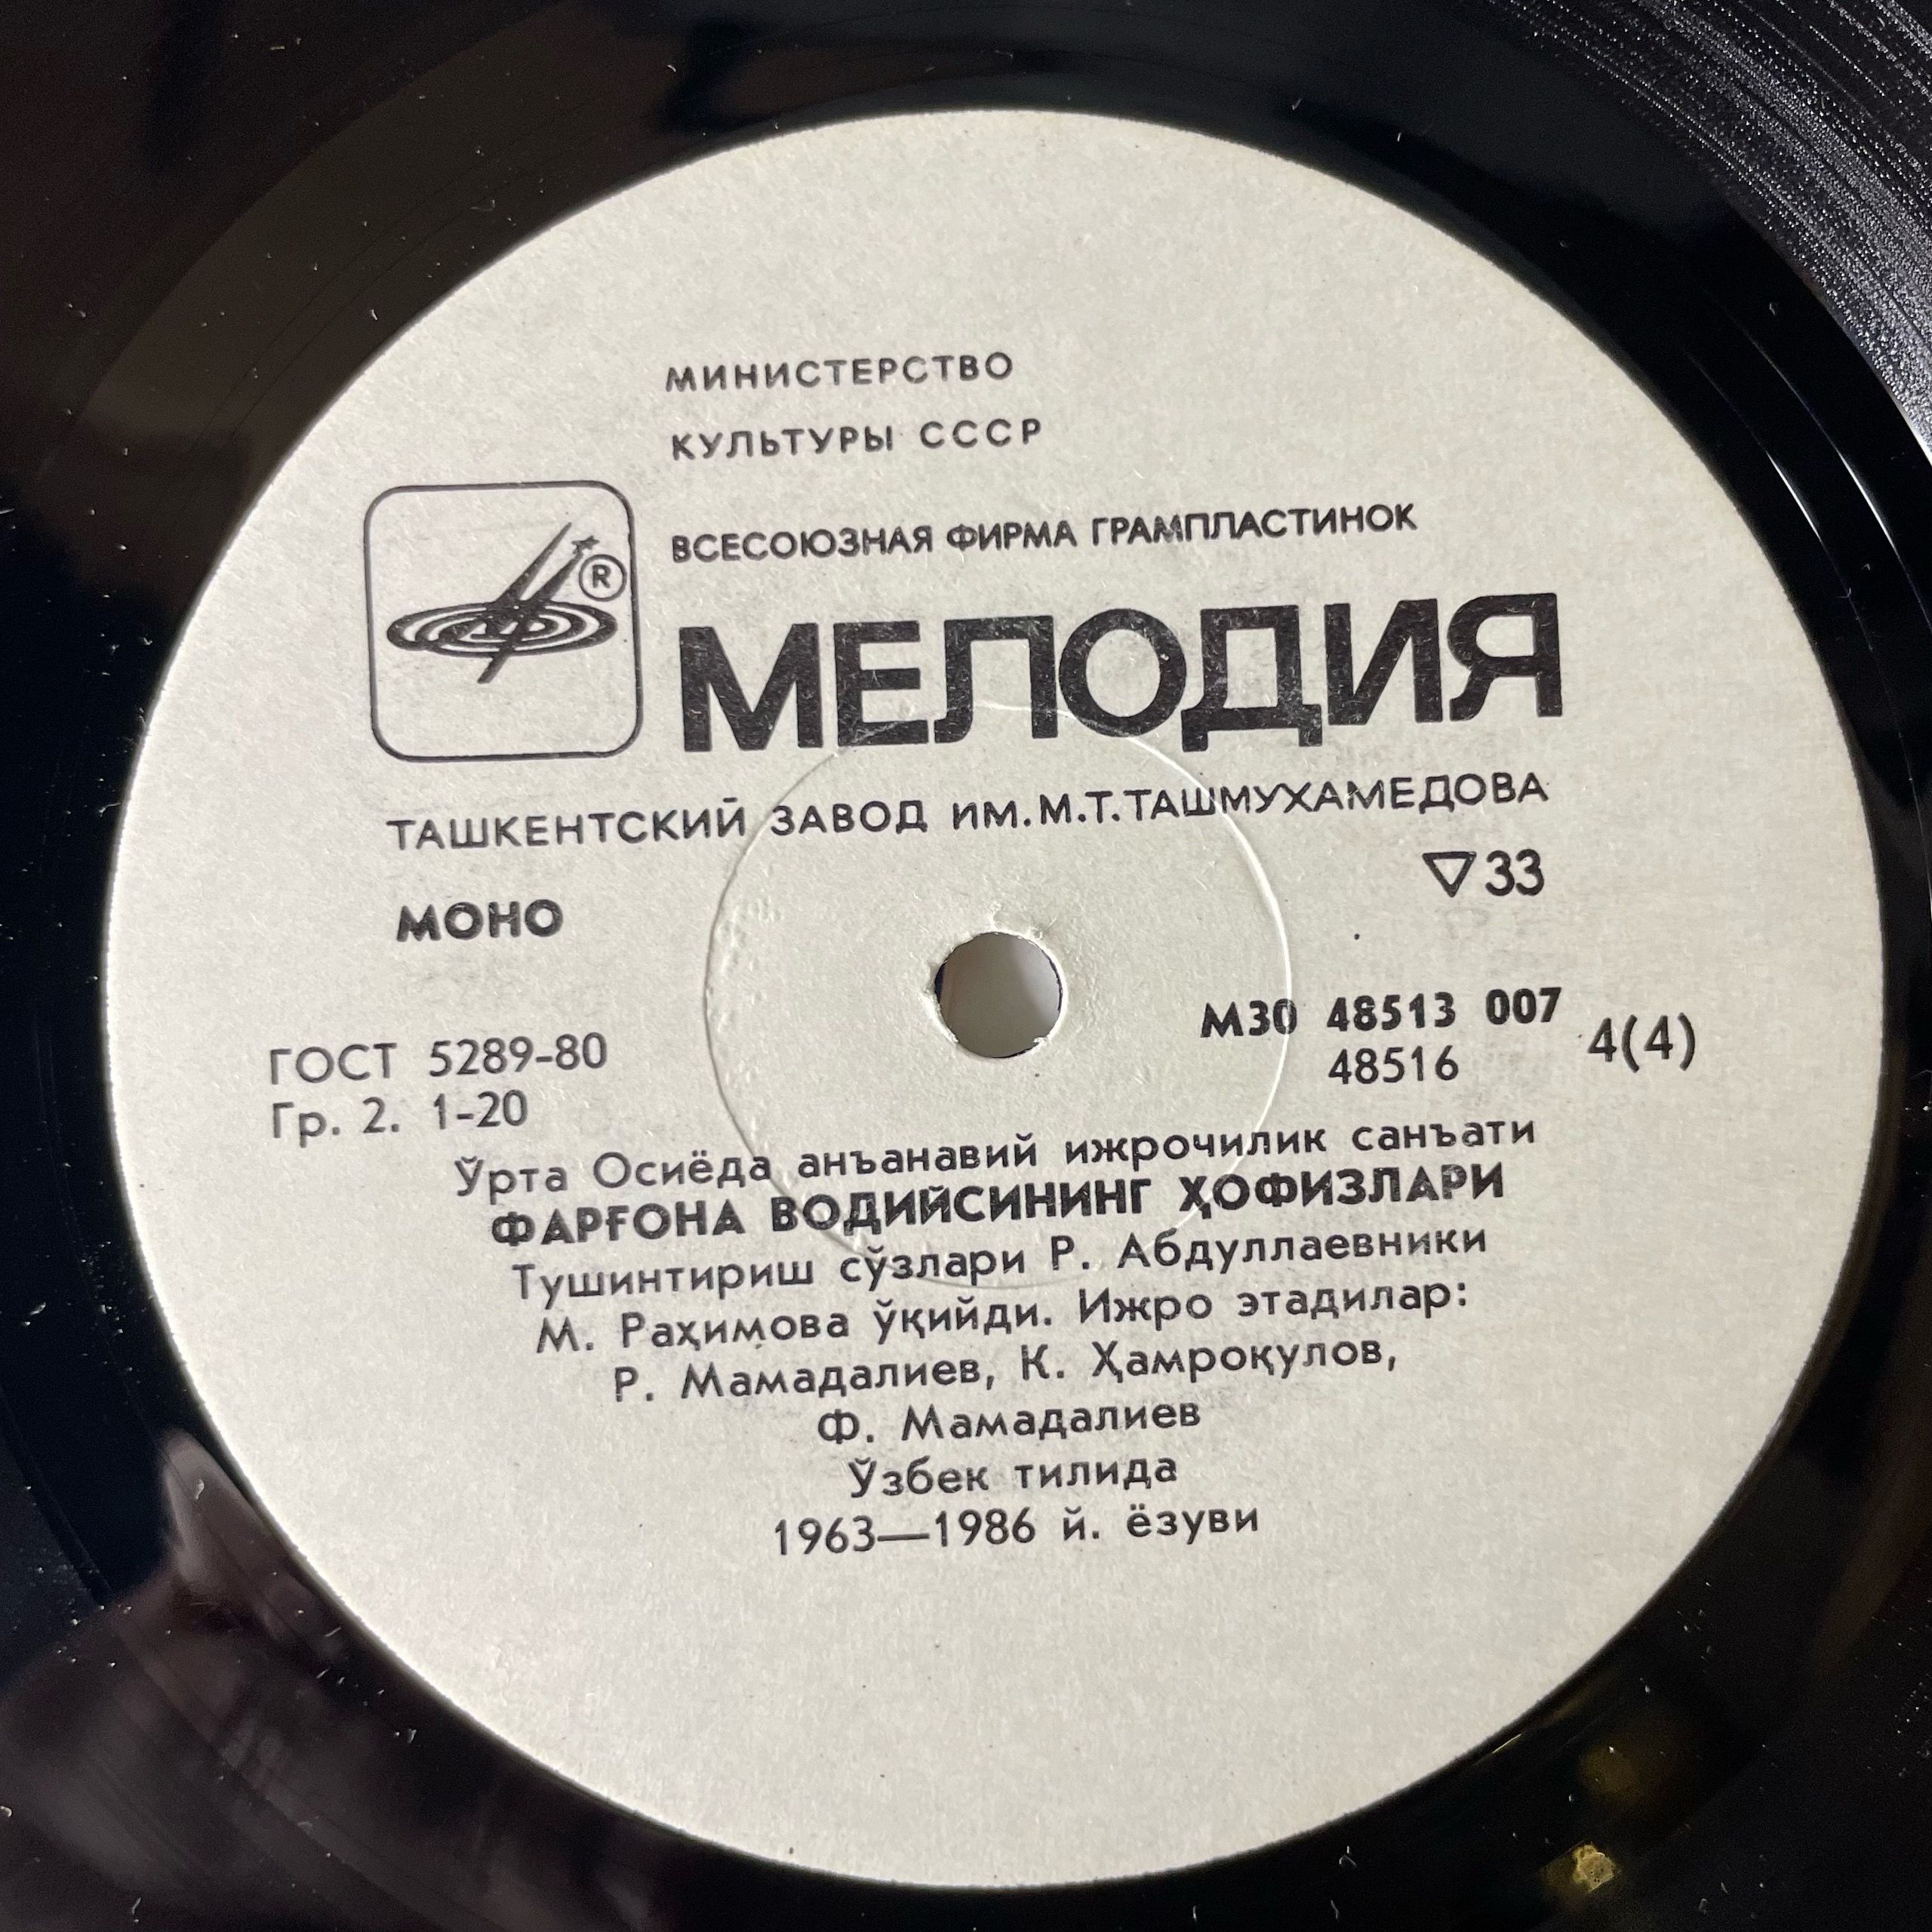 МИНИСТЕРСТВО
КУЛЬТУРЫ СССР
ВСЕСОЮЗНАЯ ФИРМА ГРАМПЛАСТИНОК
®
МЕЛОДИЯ
ТАШКЕНТСКИЙ ЗАВОД ИМ.М.Т.ТАШМУХАМЕДОВА
▽33
МОНО
М30 48513 007
ГОСТ 5289-80
48516
4(4)
Гр. 2. 1-20
Ўрта Осиёда анъанавий ижрочилик санъати
ФАРҒОНА ВОДИЙСИНИНГ ҲОФИЗЛАРИ
Тушинтириш сўзлари Р. Абдуллаевники
М. Раҳимова ўқийди. Ижро этадилар:
Р. Мамадалиев, К. Ҳамроқулов,
Ф. Мамадалиев
Ўзбек тилида
1963—1986 й. ёзуви